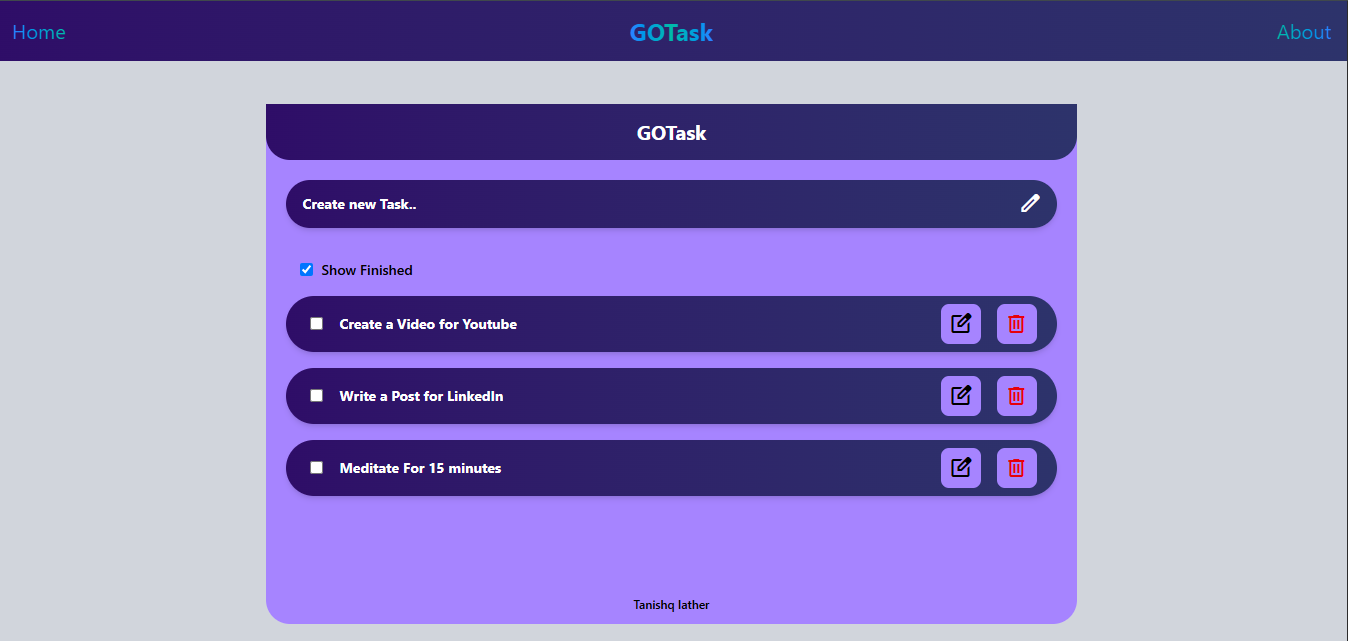 Home GOTask About
GOTask
Create new Task..
Show Finished
Create a Video for Youtube
Write a Post for LinkedIn
Meditate For 15 minutes
Tanishq lather